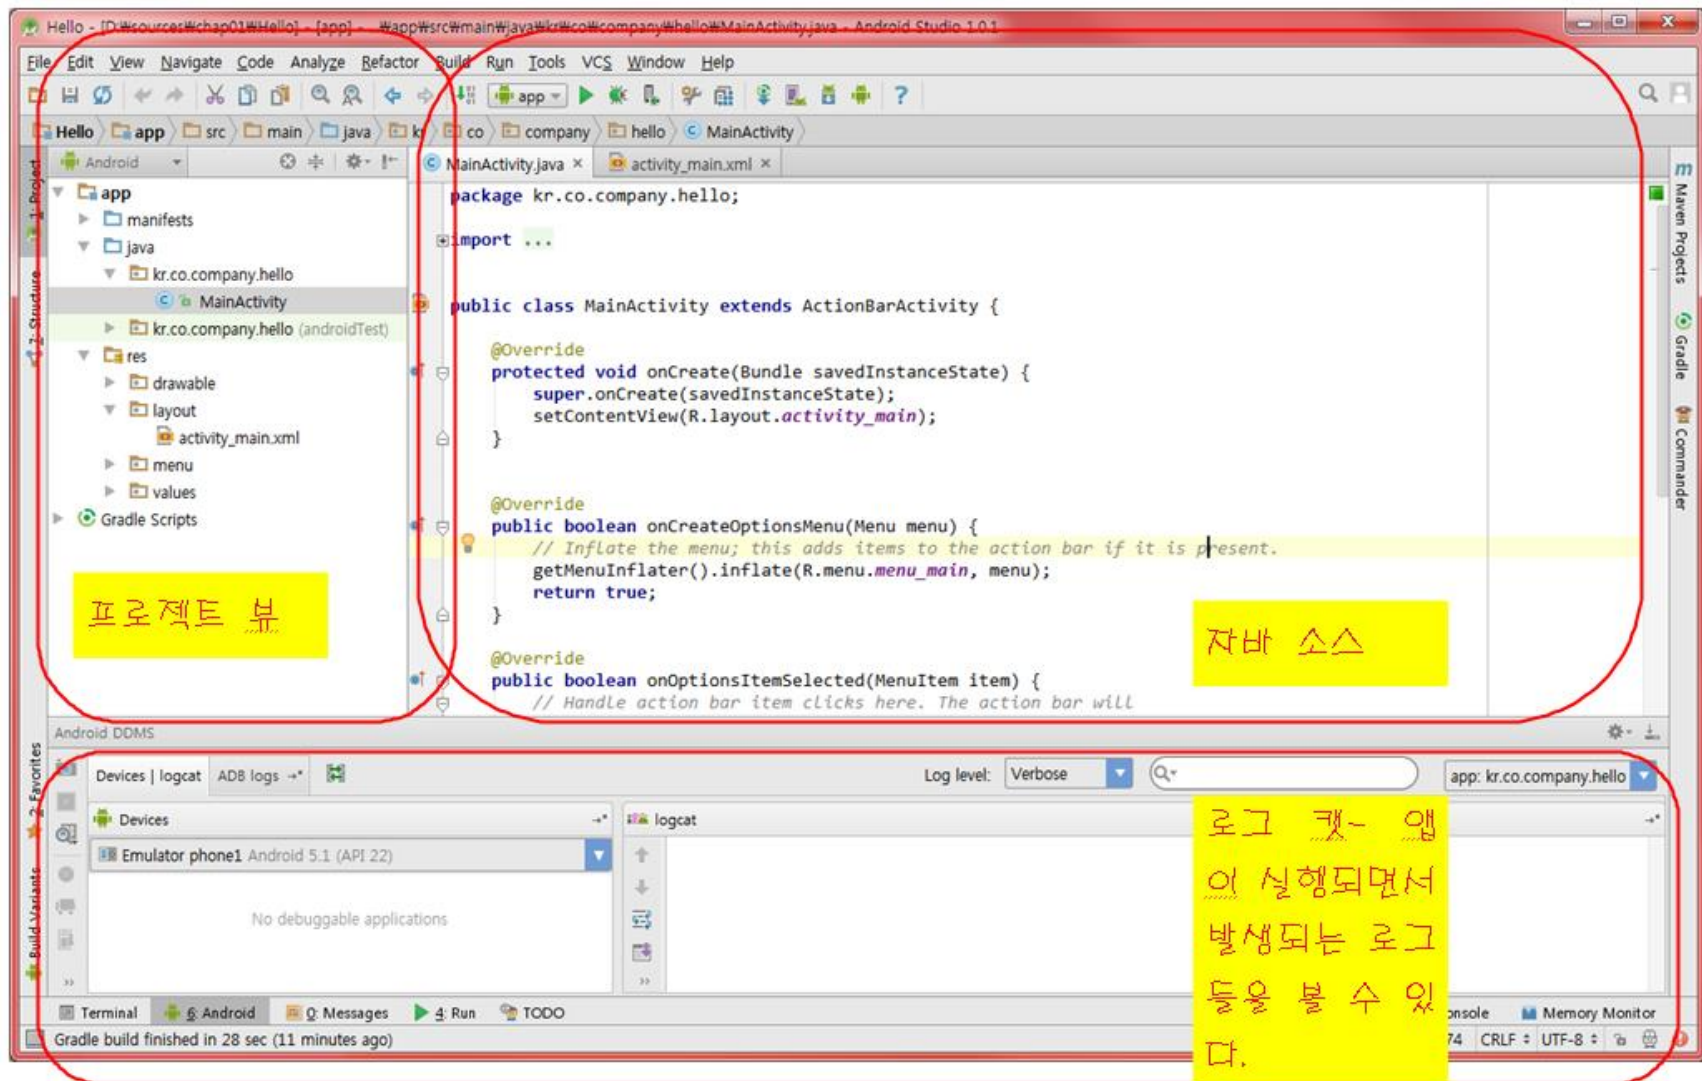 Hello - [D:₩sources₩chap01₩Hello] - [app] - ...₩app₩src₩main₩java₩kr₩co₩company₩hello₩MainActivity.java - Android Studio 1.0.1
File Edit View Navigate Code Analyze Refactor Build Run Tools VCS Window Help
app
Hello app src main java kr co company hello MainActivity
Android
MainActivity.java activity_main.xml
1: Project
7: Structure
app
manifests
java
kr.co.company.hello
MainActivity
kr.co.company.hello (androidTest)
res
drawable
layout
activity_main.xml
menu
values
Gradle Scripts
프로젝트 뷰
package kr.co.company.hello;
import ...
public class MainActivity extends ActionBarActivity {
@Override
protected void onCreate(Bundle savedInstanceState) {
super.onCreate(savedInstanceState);
setContentView(R.layout.activity_main);
}
@Override
public boolean onCreateOptionsMenu(Menu menu) {
// Inflate the menu; this adds items to the action bar if it is present.
getMenuInflater().inflate(R.menu.menu_main, menu);
return true;
}
@Override
public boolean onOptionsItemSelected(MenuItem item) {
// Handle action bar item clicks here. The action bar will
자바 소스
m Maven Projects
Gradle
Commander
Android DDMS
2: Favorites
Build Variants
Devices | logcat ADB logs
Log level: Verbose app: kr.co.company.hello
Devices
logcat
Emulator phone1 Android 5.1 (API 22)
No debuggable applications
로그 캣- 앱
이 실행되면서
발생되는 로그
들을 볼 수 있
다.
Terminal 6: Android 0: Messages 4: Run TODO
Memory Monitor
Gradle build finished in 28 sec (11 minutes ago)
74 CRLF UTF-8